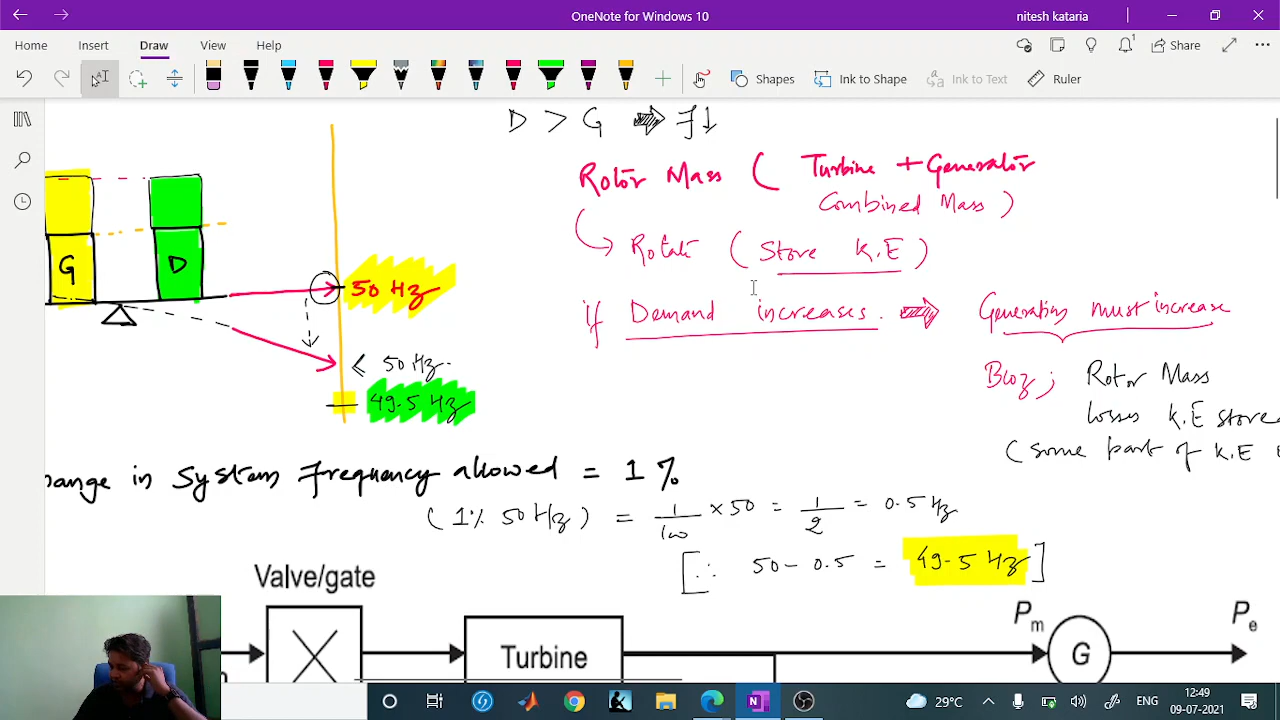 OneNote for Windows 10
nitesh kataria
Home Insert Draw View Help
Share
Shapes
Ink to Shape
Ink to Text
Ruler
D > G ⇒ f↓
Rotor Mass ( Turbine + Generator
Combined Mass )
Rotate ( Store K.E )
G D
50 Hz
if Demand increases. ⇒ Generation must increase
< 50 Hz.
49.5 Hz
Bcoz; Rotor Mass
losses K.E store
( some part of K.E
hange in System frequency allowed = 1 %
( 1% 50 Hz ) = 1/100 × 50 = 1/2 = 0.5 Hz
[ ∴ 50 - 0.5 = 49.5 Hz ]
Valve/gate
Turbine
Pm G Pe
29°C ENG 12:49
09-07-2021